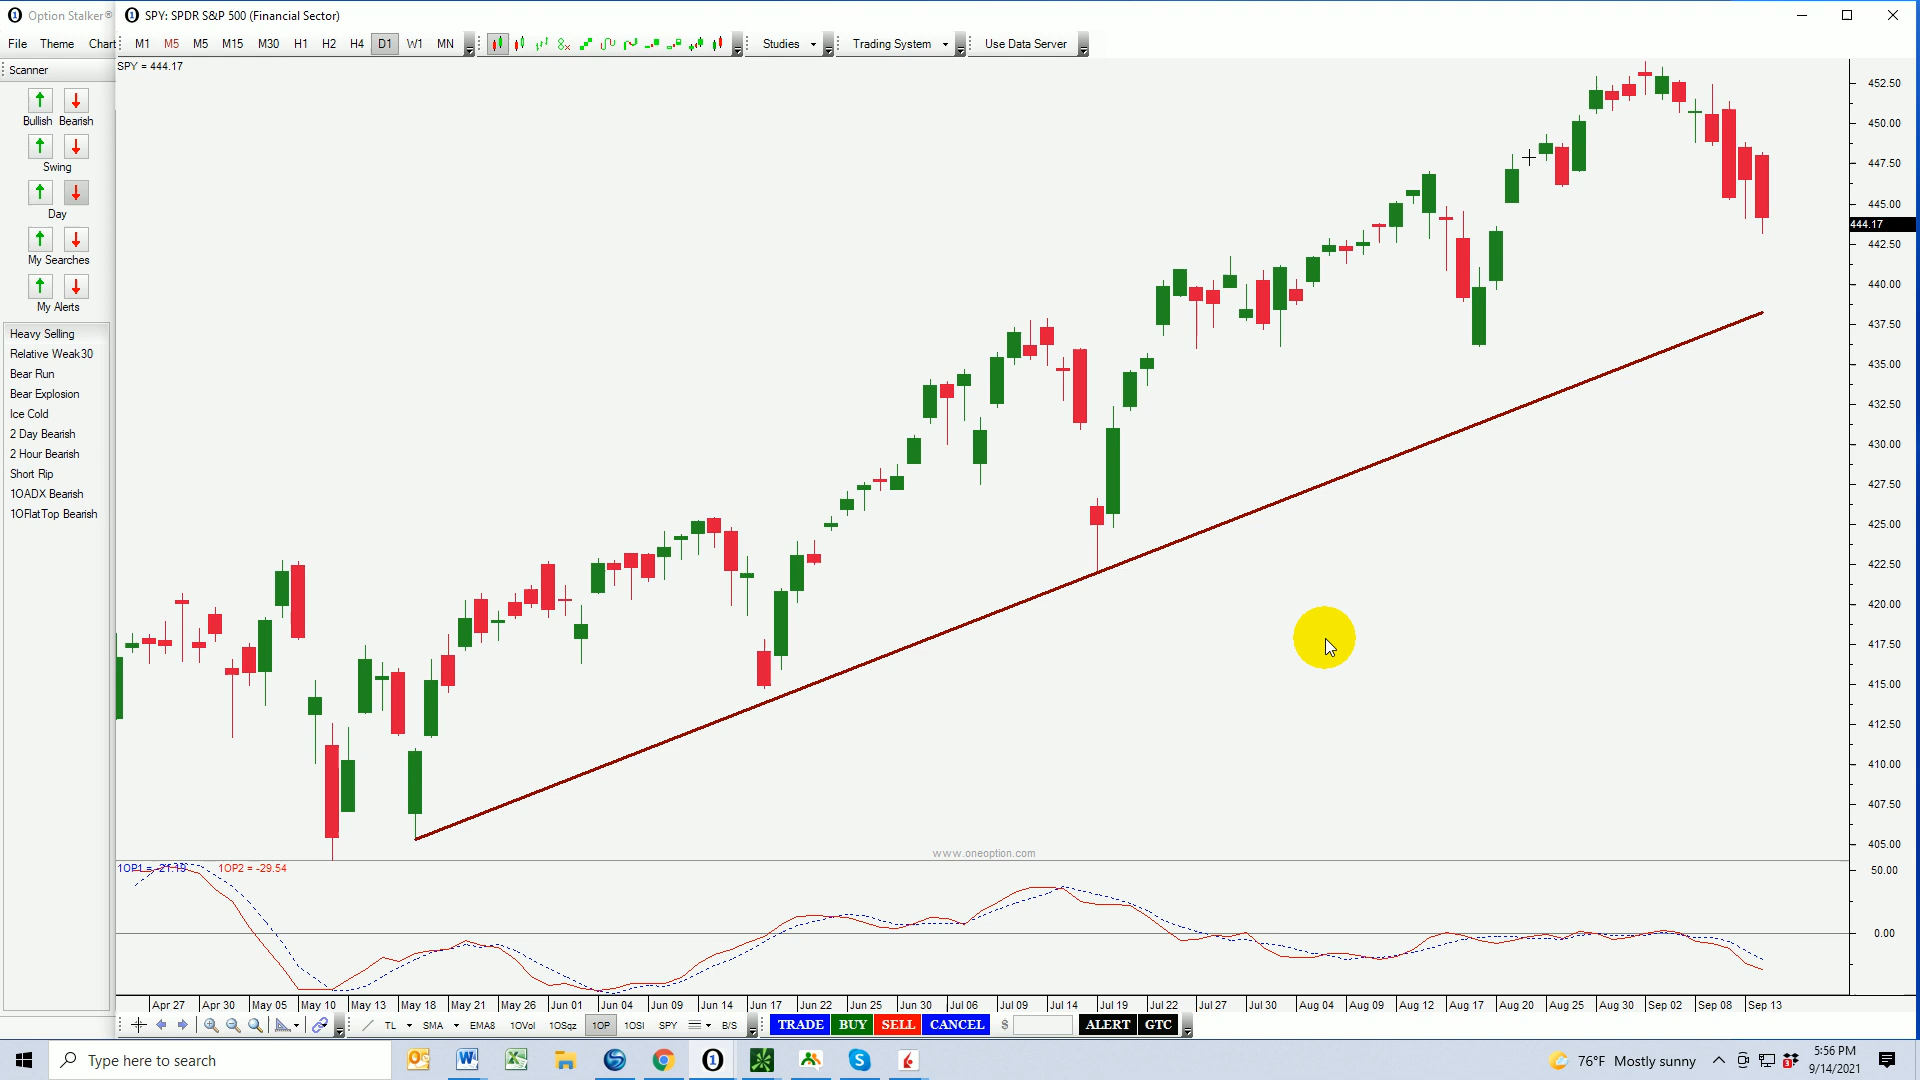 Option Stalker®
SPY: SPDR S&P 500 (Financial Sector)
File Theme Chart
M1 M5 M5 M15 M30 H1 H2 H4 D1 W1 MN Studies Trading System Use Data Server
Scanner
SPY = 444.17
Bullish Bearish
Swing
Day
My Searches
My Alerts
Heavy Selling
Relative Weak30
Bear Run
Bear Explosion
Ice Cold
2 Day Bearish
2 Hour Bearish
Short Rip
1OADX Bearish
1OFlatTop Bearish
452.50
450.00
447.50
445.00
444.17
442.50
440.00
437.50
435.00
432.50
430.00
427.50
425.00
422.50
420.00
417.50
415.00
412.50
410.00
407.50
405.00
www.oneoption.com
1OP1 = -21.19 1OP2 = -29.54
50.00
0.00
Apr 27 Apr 30 May 05 May 10 May 13 May 18 May 21 May 26 Jun 01 Jun 04 Jun 09 Jun 14 Jun 17 Jun 22 Jun 25 Jun 30 Jul 06 Jul 09 Jul 14 Jul 19 Jul 22 Jul 27 Jul 30 Aug 04 Aug 09 Aug 12 Aug 17 Aug 20 Aug 25 Aug 30 Sep 02 Sep 08 Sep 13
TL SMA EMA8 1OVol 1OSqz 1OP 1OSI SPY B/S TRADE BUY SELL CANCEL $ ALERT GTC
Type here to search
76°F Mostly sunny
5:56 PM
9/14/2021